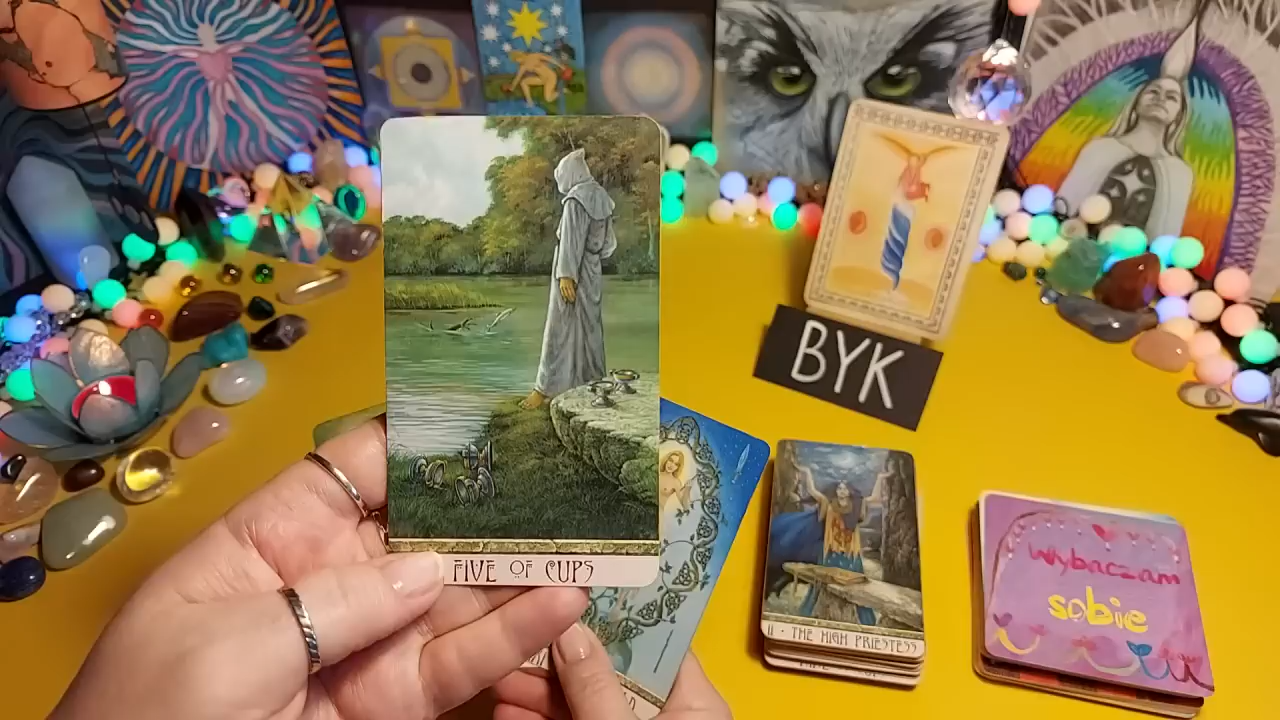 FIVE OF CUPS
BYK
II · THE HIGH PRIESTESS
Wybaczam
sobie